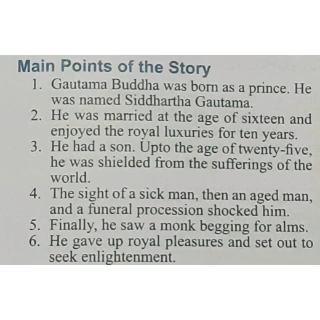 Main Points of the Story
1. Gautama Buddha was born as a prince. He
was named Siddhartha Gautama.
2. He was married at the age of sixteen and
enjoyed the royal luxuries for ten years.
3. He had a son. Upto the age of twenty-five,
he was shielded from the sufferings of the
world.
4. The sight of a sick man, then an aged man,
and a funeral procession shocked him.
5. Finally, he saw a monk begging for alms.
6. He gave up royal pleasures and set out to
seek enlightenment.